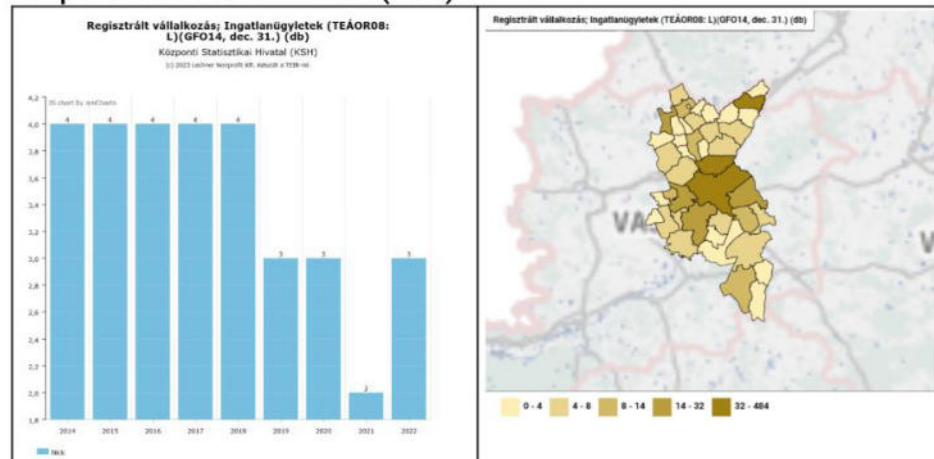 Regisztrált vállalkozás; Ingatlanügyletek (TEÁOR08:
L)(GFO14, dec. 31.) (db)
Központi Statisztikai Hivatal (KSH)
(c) 2023 Lechner Nonprofit Kft. Készült a TEIR-rel
JS chart by amCharts
4,2
4,0
3,8
3,6
3,4
3,2
3,0
2,8
2,6
2,4
2,2
2,0
1,8
4 4 4 4 4 3 3 2 3
2014 2015 2016 2017 2018 2019 2020 2021 2022
Nick
Regisztrált vállalkozás; Ingatlanügyletek (TEÁOR08: L)(GFO14, dec. 31.) (db)
0 - 4 4 - 8 8 - 14 14 - 32 32 - 484